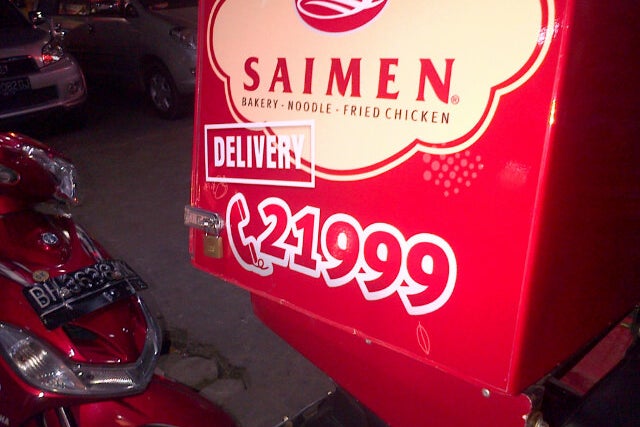 SAIMEN®
BAKERY - NOODLE - FRIED CHICKEN
DELIVERY
21999